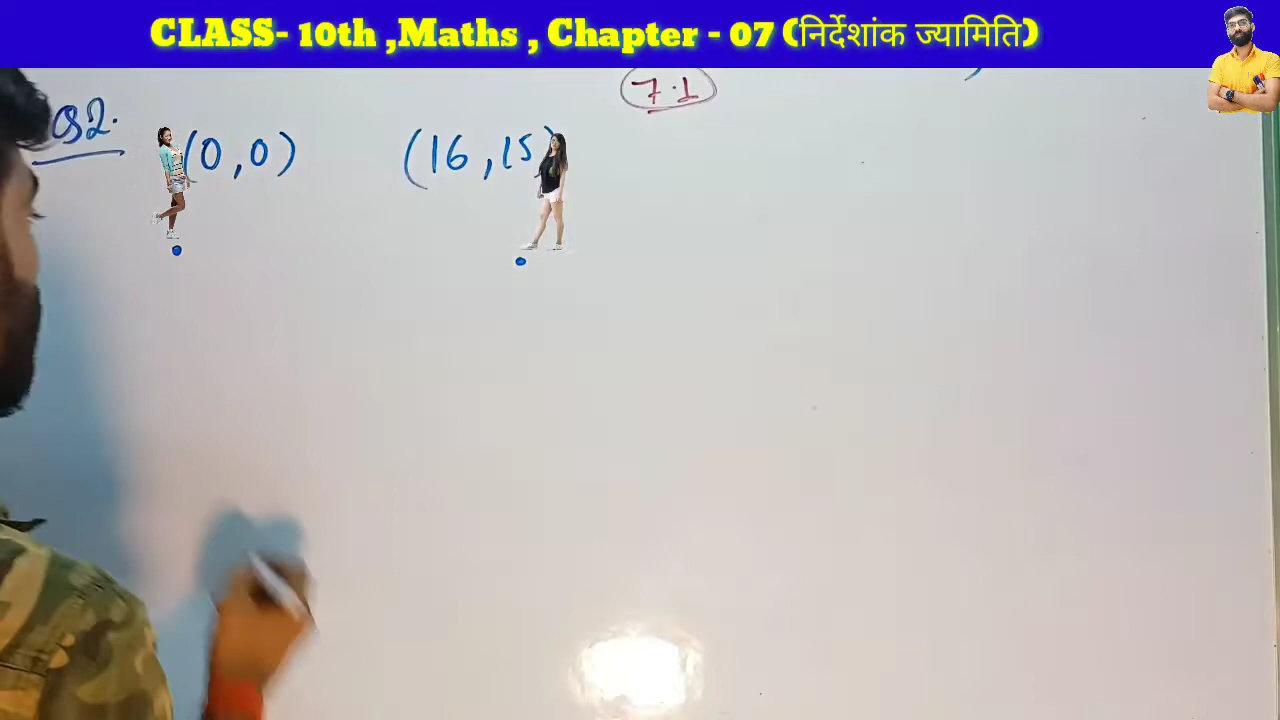 CLASS- 10th ,Maths , Chapter - 07 (निर्देशांक ज्यामिति)
7.1
Q2.
(0,0) (16,15)